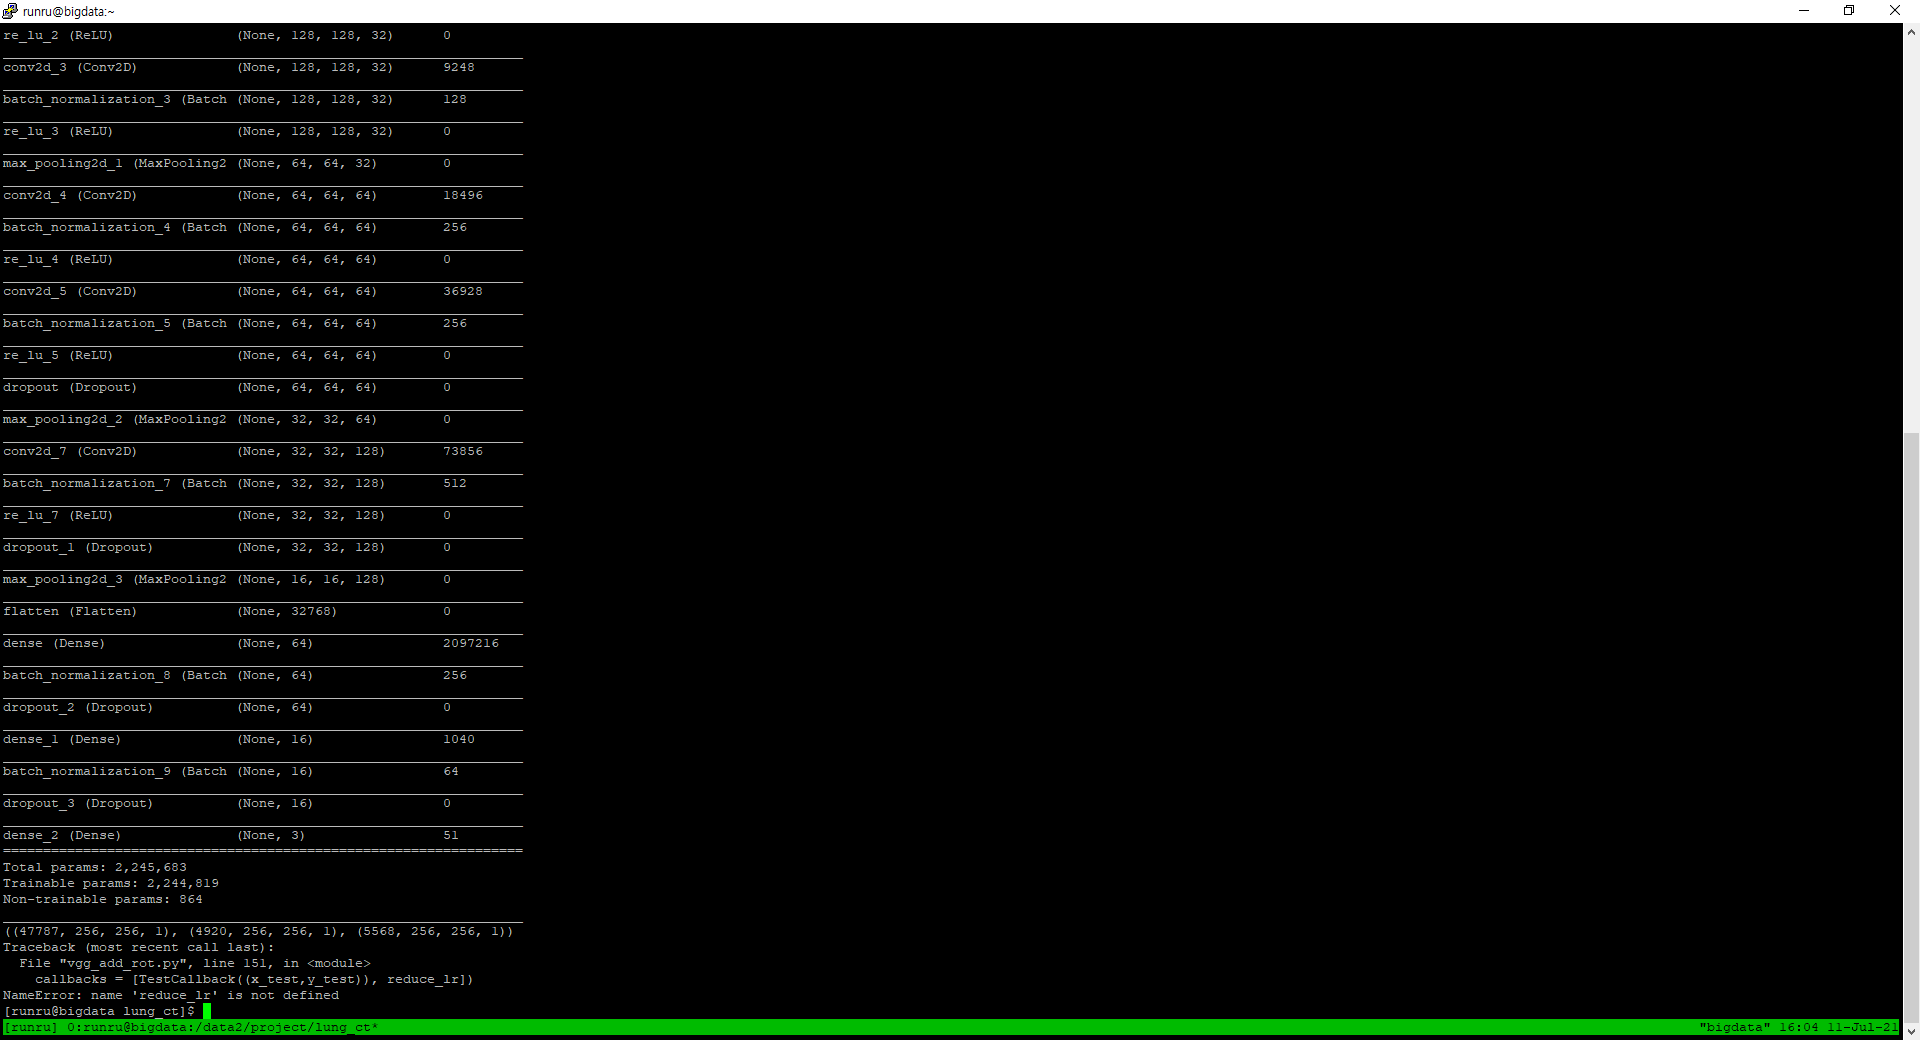 runru@bigdata:~
re_lu_2 (ReLU) (None, 128, 128, 32) 0
conv2d_3 (Conv2D) (None, 128, 128, 32) 9248
batch_normalization_3 (Batch (None, 128, 128, 32) 128
re_lu_3 (ReLU) (None, 128, 128, 32) 0
max_pooling2d_1 (MaxPooling2 (None, 64, 64, 32) 0
conv2d_4 (Conv2D) (None, 64, 64, 64) 18496
batch_normalization_4 (Batch (None, 64, 64, 64) 256
re_lu_4 (ReLU) (None, 64, 64, 64) 0
conv2d_5 (Conv2D) (None, 64, 64, 64) 36928
batch_normalization_5 (Batch (None, 64, 64, 64) 256
re_lu_5 (ReLU) (None, 64, 64, 64) 0
dropout (Dropout) (None, 64, 64, 64) 0
max_pooling2d_2 (MaxPooling2 (None, 32, 32, 64) 0
conv2d_7 (Conv2D) (None, 32, 32, 128) 73856
batch_normalization_7 (Batch (None, 32, 32, 128) 512
re_lu_7 (ReLU) (None, 32, 32, 128) 0
dropout_1 (Dropout) (None, 32, 32, 128) 0
max_pooling2d_3 (MaxPooling2 (None, 16, 16, 128) 0
flatten (Flatten) (None, 32768) 0
dense (Dense) (None, 64) 2097216
batch_normalization_8 (Batch (None, 64) 256
dropout_2 (Dropout) (None, 64) 0
dense_1 (Dense) (None, 16) 1040
batch_normalization_9 (Batch (None, 16) 64
dropout_3 (Dropout) (None, 16) 0
dense_2 (Dense) (None, 3) 51
=================================================================
Total params: 2,245,683
Trainable params: 2,244,819
Non-trainable params: 864
((47787, 256, 256, 1), (4920, 256, 256, 1), (5568, 256, 256, 1))
Traceback (most recent call last):
File "vgg_add_rot.py", line 151, in <module>
callbacks = [TestCallback((x_test,y_test)), reduce_lr])
NameError: name 'reduce_lr' is not defined
[runru@bigdata lung_ct]$
[runru] 0:runru@bigdata:/data2/project/lung_ct* "bigdata" 16:04 11-Jul-21